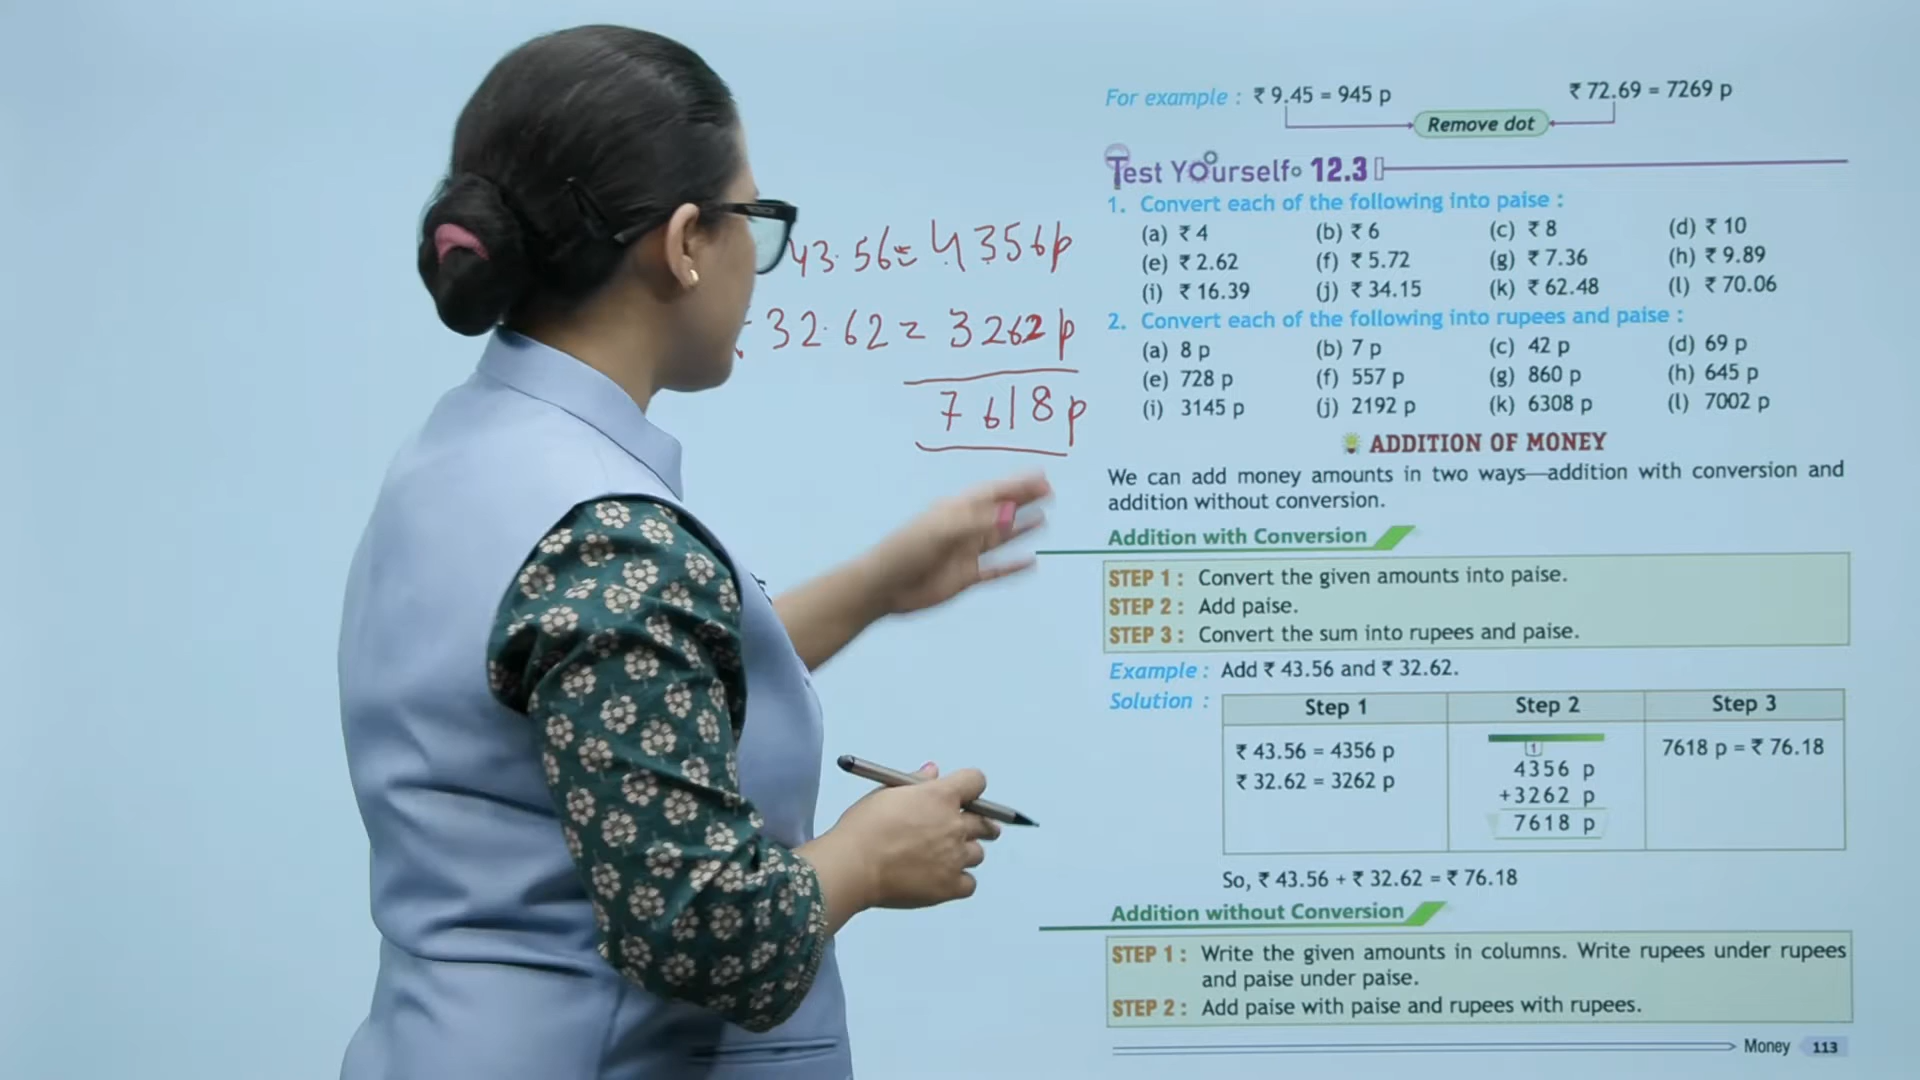 43.56 = 4356p
₹ 32.62 = 3262 p
7618 p
For example : ₹ 9.45 = 945 p ₹ 72.69 = 7269 p
Remove dot
Test Yourself 12.3
1. Convert each of the following into paise :
(a) ₹ 4 (b) ₹ 6 (c) ₹ 8 (d) ₹ 10
(e) ₹ 2.62 (f) ₹ 5.72 (g) ₹ 7.36 (h) ₹ 9.89
(i) ₹ 16.39 (j) ₹ 34.15 (k) ₹ 62.48 (l) ₹ 70.06
2. Convert each of the following into rupees and paise :
(a) 8 p (b) 7 p (c) 42 p (d) 69 p
(e) 728 p (f) 557 p (g) 860 p (h) 645 p
(i) 3145 p (j) 2192 p (k) 6308 p (l) 7002 p
ADDITION OF MONEY
We can add money amounts in two ways—addition with conversion and
addition without conversion.
Addition with Conversion
STEP 1 : Convert the given amounts into paise.
STEP 2 : Add paise.
STEP 3 : Convert the sum into rupees and paise.
Example : Add ₹ 43.56 and ₹ 32.62.
Solution :
Step 1 Step 2 Step 3
₹ 43.56 = 4356 p
₹ 32.62 = 3262 p
1
4356 p
+3262 p
7618 p
7618 p = ₹ 76.18
So, ₹ 43.56 + ₹ 32.62 = ₹ 76.18
Addition without Conversion
STEP 1 : Write the given amounts in columns. Write rupees under rupees
and paise under paise.
STEP 2 : Add paise with paise and rupees with rupees.
Money 113